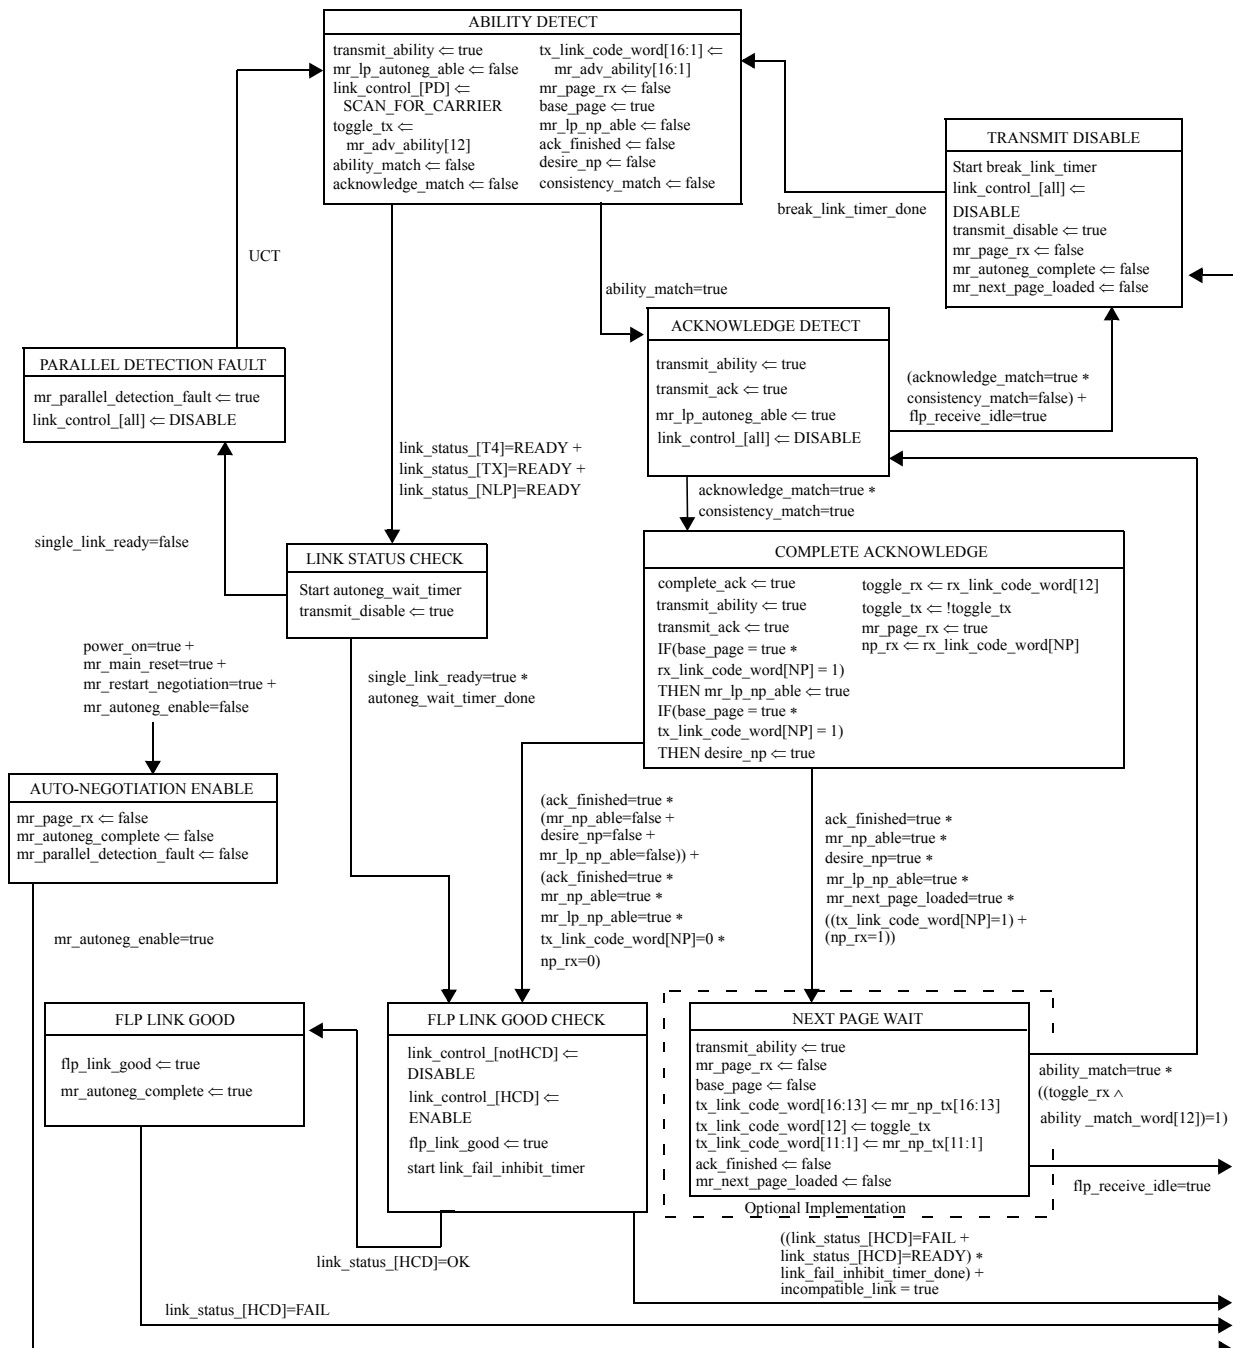 ABILITY DETECT
transmit_ability ⇐ true
mr_lp_autoneg_able ⇐ false
link_control_[PD] ⇐
SCAN_FOR_CARRIER
toggle_tx ⇐
mr_adv_ability[12]
ability_match ⇐ false
acknowledge_match ⇐ false
tx_link_code_word[16:1] ⇐
mr_adv_ability[16:1]
mr_page_rx ⇐ false
base_page ⇐ true
mr_lp_np_able ⇐ false
ack_finished ⇐ false
desire_np ⇐ false
consistency_match ⇐ false
TRANSMIT DISABLE
Start break_link_timer
link_control_[all] ⇐
DISABLE
transmit_disable ⇐ true
mr_page_rx ⇐ false
mr_autoneg_complete ⇐ false
mr_next_page_loaded ⇐ false
break_link_timer_done
UCT
ability_match=true
ACKNOWLEDGE DETECT
transmit_ability ⇐ true
transmit_ack ⇐ true
mr_lp_autoneg_able ⇐ true
link_control_[all] ⇐ DISABLE
(acknowledge_match=true *
consistency_match=false) +
flp_receive_idle=true
PARALLEL DETECTION FAULT
mr_parallel_detection_fault ⇐ true
link_control_[all] ⇐ DISABLE
link_status_[T4]=READY +
link_status_[TX]=READY +
link_status_[NLP]=READY
acknowledge_match=true *
consistency_match=true
single_link_ready=false
LINK STATUS CHECK
Start autoneg_wait_timer
transmit_disable ⇐ true
COMPLETE ACKNOWLEDGE
complete_ack ⇐ true
transmit_ability ⇐ true
transmit_ack ⇐ true
IF(base_page = true *
rx_link_code_word[NP] = 1)
THEN mr_lp_np_able ⇐ true
IF(base_page = true *
tx_link_code_word[NP] = 1)
THEN desire_np ⇐ true
toggle_rx ⇐ rx_link_code_word[12]
toggle_tx ⇐ !toggle_tx
mr_page_rx ⇐ true
np_rx ⇐ rx_link_code_word[NP]
power_on=true +
mr_main_reset=true +
mr_restart_negotiation=true +
mr_autoneg_enable=false
single_link_ready=true *
autoneg_wait_timer_done
AUTO-NEGOTIATION ENABLE
mr_page_rx ⇐ false
mr_autoneg_complete ⇐ false
mr_parallel_detection_fault ⇐ false
(ack_finished=true *
(mr_np_able=false +
desire_np=false +
mr_lp_np_able=false)) +
(ack_finished=true *
mr_np_able=true *
mr_lp_np_able=true *
tx_link_code_word[NP]=0 *
np_rx=0)
ack_finished=true *
mr_np_able=true *
desire_np=true *
mr_lp_np_able=true *
mr_next_page_loaded=true *
((tx_link_code_word[NP]=1) +
(np_rx=1))
mr_autoneg_enable=true
FLP LINK GOOD
flp_link_good ⇐ true
mr_autoneg_complete ⇐ true
FLP LINK GOOD CHECK
link_control_[notHCD] ⇐
DISABLE
link_control_[HCD] ⇐
ENABLE
flp_link_good ⇐ true
start link_fail_inhibit_timer
NEXT PAGE WAIT
transmit_ability ⇐ true
mr_page_rx ⇐ false
base_page ⇐ false
tx_link_code_word[16:13] ⇐ mr_np_tx[16:13]
tx_link_code_word[12] ⇐ toggle_tx
tx_link_code_word[11:1] ⇐ mr_np_tx[11:1]
ack_finished ⇐ false
mr_next_page_loaded ⇐ false
Optional Implementation
ability_match=true *
((toggle_rx ∧
ability _match_word[12])=1)
flp_receive_idle=true
link_status_[HCD]=OK
((link_status_[HCD]=FAIL +
link_status_[HCD]=READY) *
link_fail_inhibit_timer_done) +
incompatible_link = true
link_status_[HCD]=FAIL